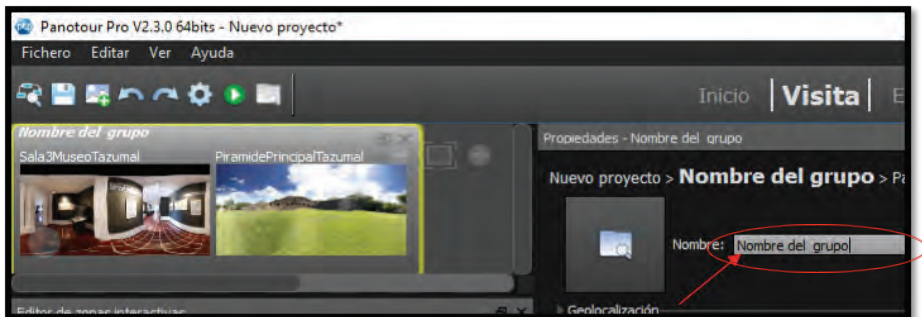 Panotour Pro V2.3.0 64bits - Nuevo proyecto*
Fichero Editar Ver Ayuda
Inicio Visita E
Nombre del grupo
Sala3MuseoTazumal PiramidePrincipalTazumal
Propiedades - Nombre del grupo
Nuevo proyecto > Nombre del grupo > Pa
Nombre: Nombre del grupo
Geolocalización
Editor de zonas interactivas